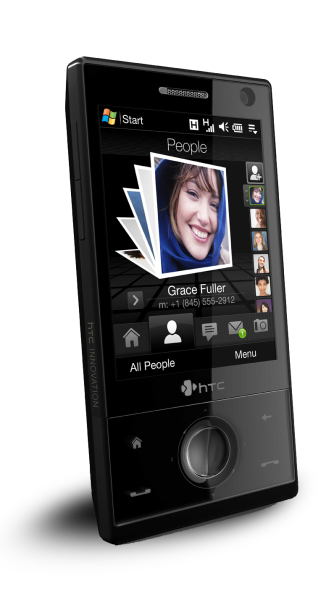 Start
H
H
People
Grace Fuller
m: +1 (845) 555-2912
All People
Menu
hTC
hTC INNOVATION